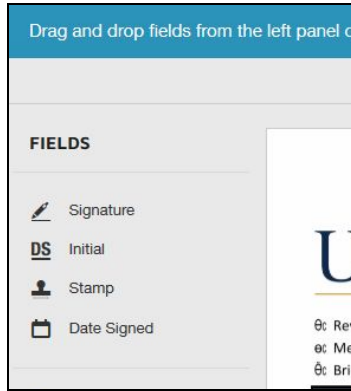 Drag and drop fields from the left panel
FIELDS
Signature
DS Initial
Stamp
Date Signed
U